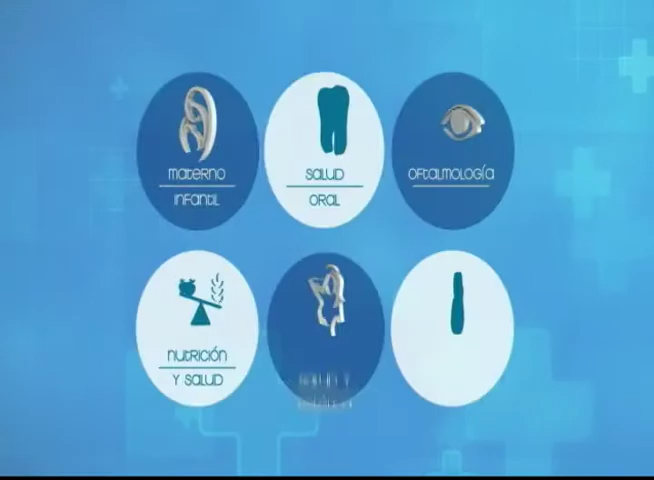 materno
infantil
salud
oral
oftalmología
nutrición
y salud